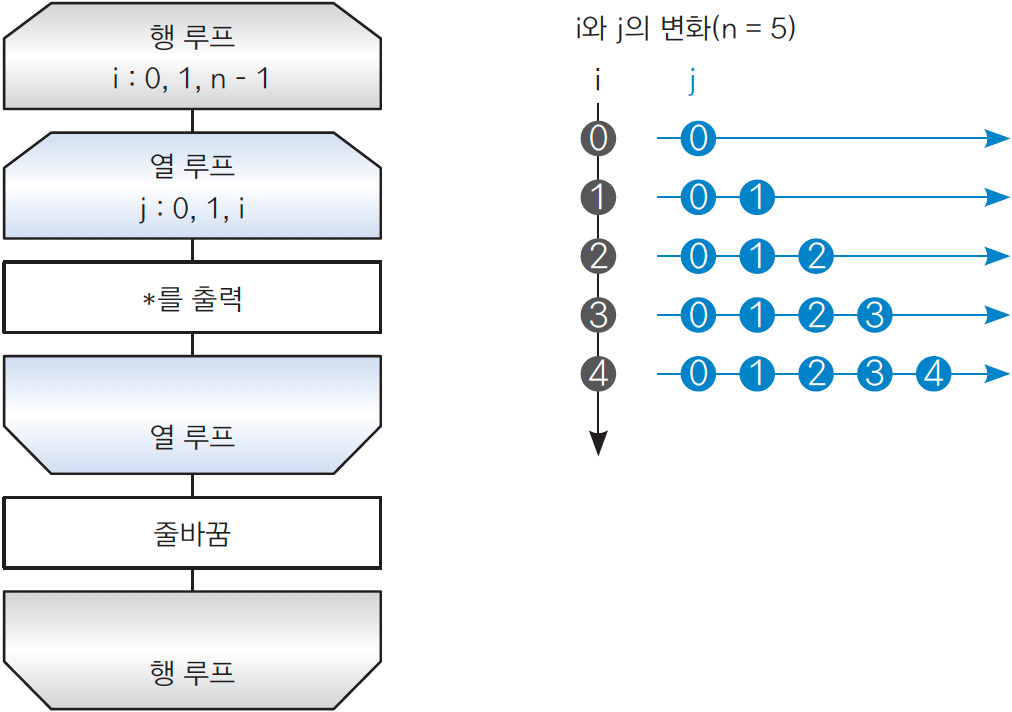 행 루프
i : 0, 1, n - 1
열 루프
j : 0, 1, i
*를 출력
열 루프
줄바꿈
행 루프
i와 j의 변화(n = 5)
i j
0 0
1 0 1
2 0 1 2
3 0 1 2 3
4 0 1 2 3 4